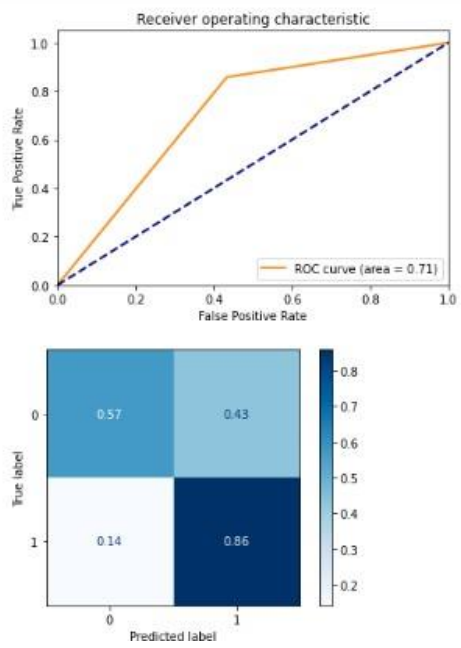 Receiver operating characteristic
1.0
0.8
0.6
0.4
0.2
0.0
True Positive Rate
ROC curve (area = 0.71)
0.0 0.2 0.4 0.6 0.8 1.0
False Positive Rate
0.57 0.43
0.14 0.86
0
1
True label
0 1
Predicted label
0.8
0.7
0.6
0.5
0.4
0.3
0.2